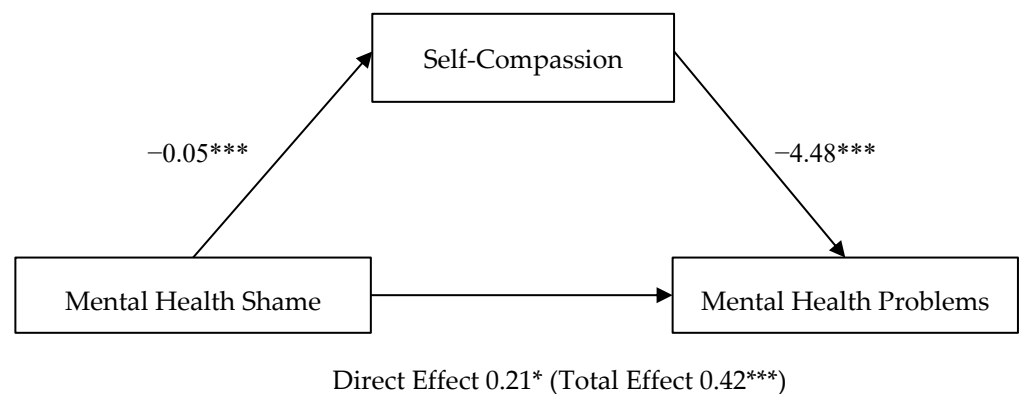 Self-Compassion
−0.05***
−4.48***
Mental Health Shame
Mental Health Problems
Direct Effect 0.21* (Total Effect 0.42***)